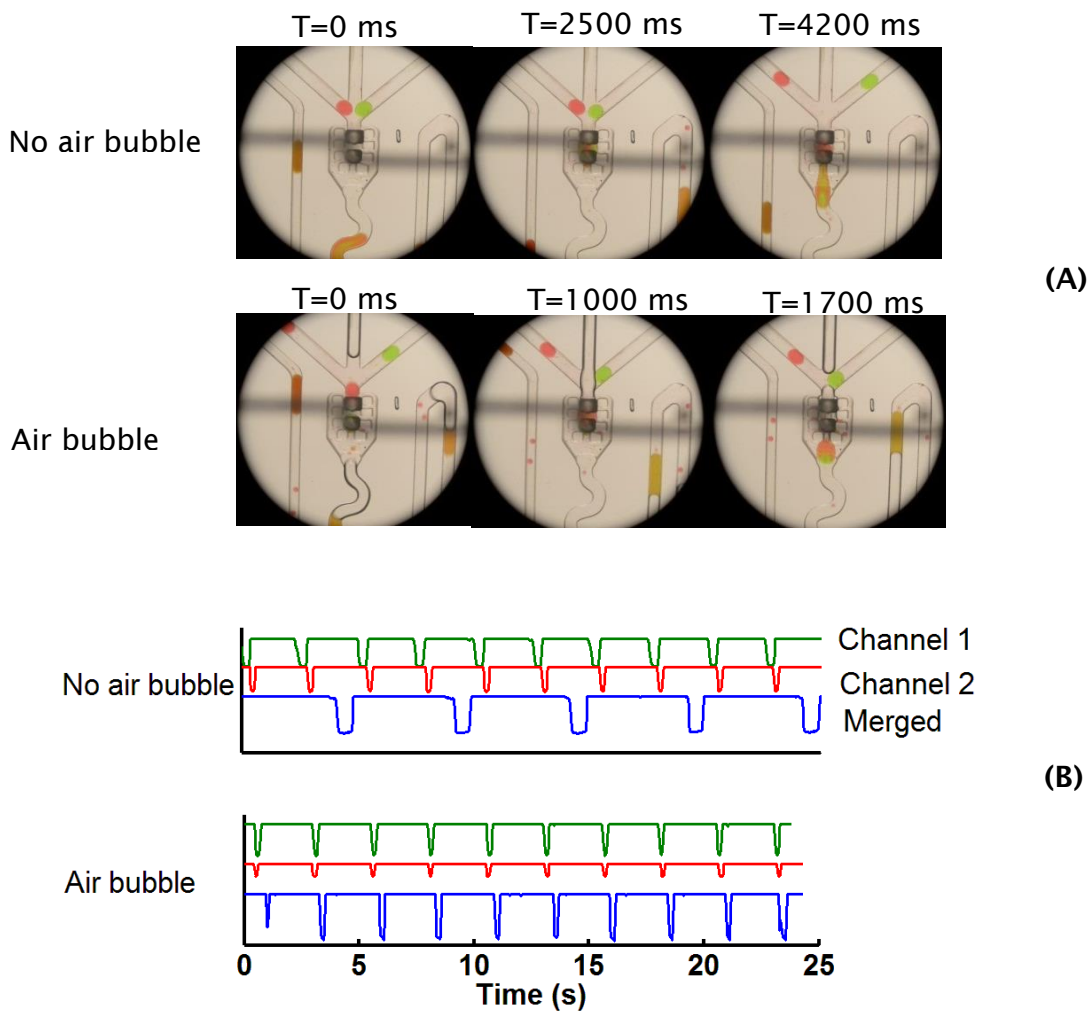 T=0 ms T=2500 ms T=4200 ms
No air bubble
(A)
T=0 ms T=1000 ms T=1700 ms
Air bubble
Channel 1
No air bubble
Channel 2
Merged
(B)
Air bubble
0 5 10 15 20 25
Time (s)